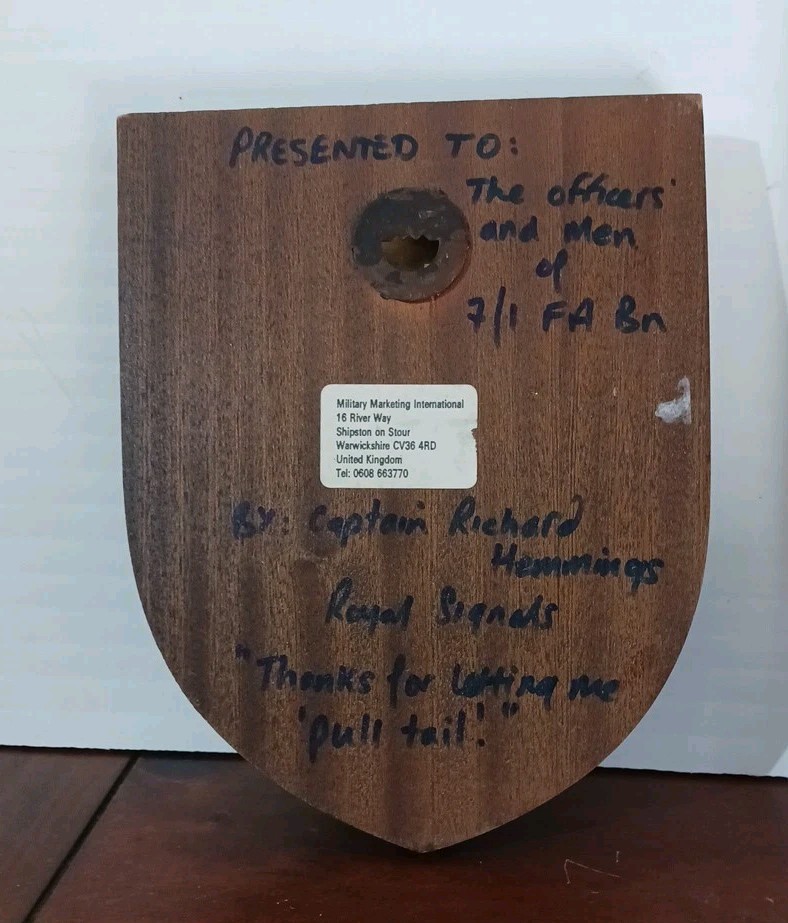 PRESENTED TO:
The officers
and Men
of
7/1 FA Bn
Military Marketing International
16 River Way
Shipston on Stour
Warwickshire CV36 4RD
United Kingdom
Tel: 0608 663770
BY: Captain Richard
Hemmings
Royal Signals
"Thanks for letting me
'pull tail!"